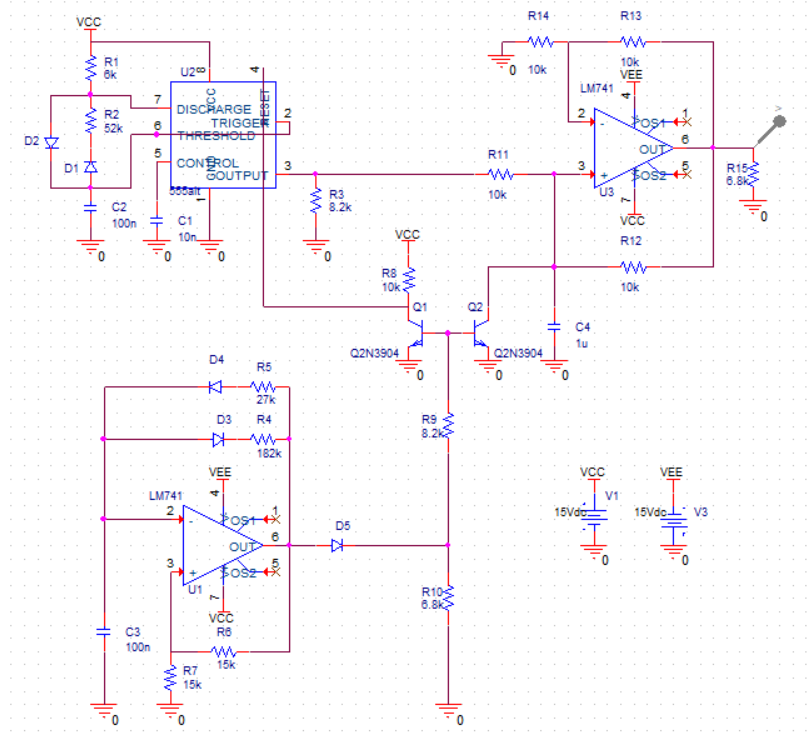 VCC
R1
6k
R2
52k
D2
D1
C2
100n
0
U2
8
4
VCC
RESET
7
DISCHARGE
TRIGGER
2
6
THRESHOLD
5
CONTROL
GND
OUTPUT
3
555alt
1
C1
10n
0
0
R3
8.2k
0
VCC
R8
10k
Q1
Q2N3904
0
Q2
Q2N3904
0
R11
10k
R14
10k
0
R13
10k
VEE
LM741
4
2
-
OS1
1
OUT
6
3
+
OS2
5
U3
7
VCC
R15
6.8k
0
V
R12
10k
C4
1u
0
D4
R5
27k
D3
R4
182k
VEE
LM741
4
2
-
OS1
1
OUT
6
3
+
OS2
5
U1
7
VCC
R6
15k
R7
15k
0
C3
100n
0
D5
R9
8.2k
R10
6.8k
0
VCC
V1
15Vdc
0
VEE
V3
15Vdc
0